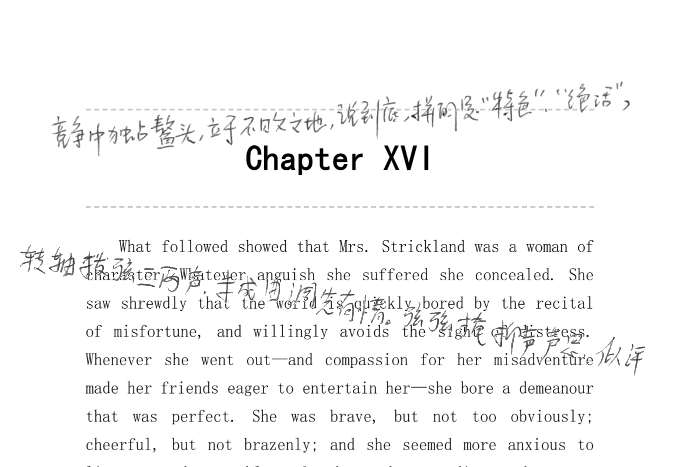 竞争中独占鳌头,立于不败之地,说到底,拼的是“特色”、“绝活”,
Chapter XVI
转轴拨弦三两声,未成曲调先有情。弦弦掩抑声声思,似评
What followed showed that Mrs. Strickland was a woman of
character. Whatever anguish she suffered she concealed. She
saw shrewdly that the world is quickly bored by the recital
of misfortune, and willingly avoids the sight of distress.
Whenever she went out—and compassion for her misadventure
made her friends eager to entertain her—she bore a demeanour
that was perfect. She was brave, but not too obviously;
cheerful, but not brazenly; and she seemed more anxious to